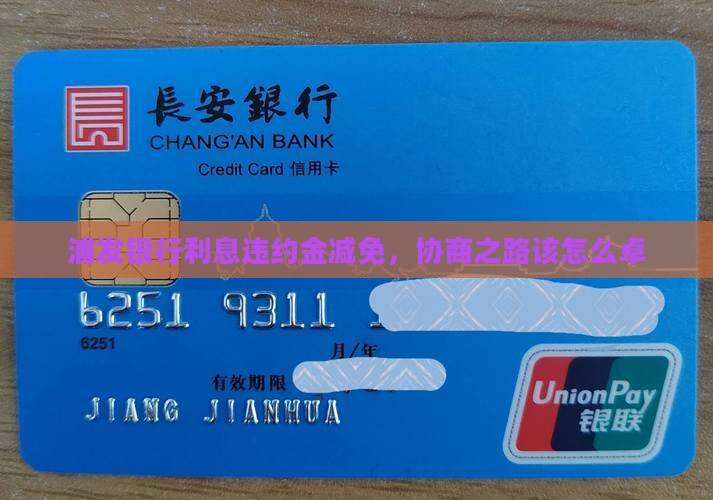 長安銀行
CHANG'AN BANK
Credit Card 信用卡
浦发银行利息违约金减免，协商之路该怎么卓
6251 9311 1
6251
月/年
有效期限
JIANG JIANHUA
UnionPay
银联